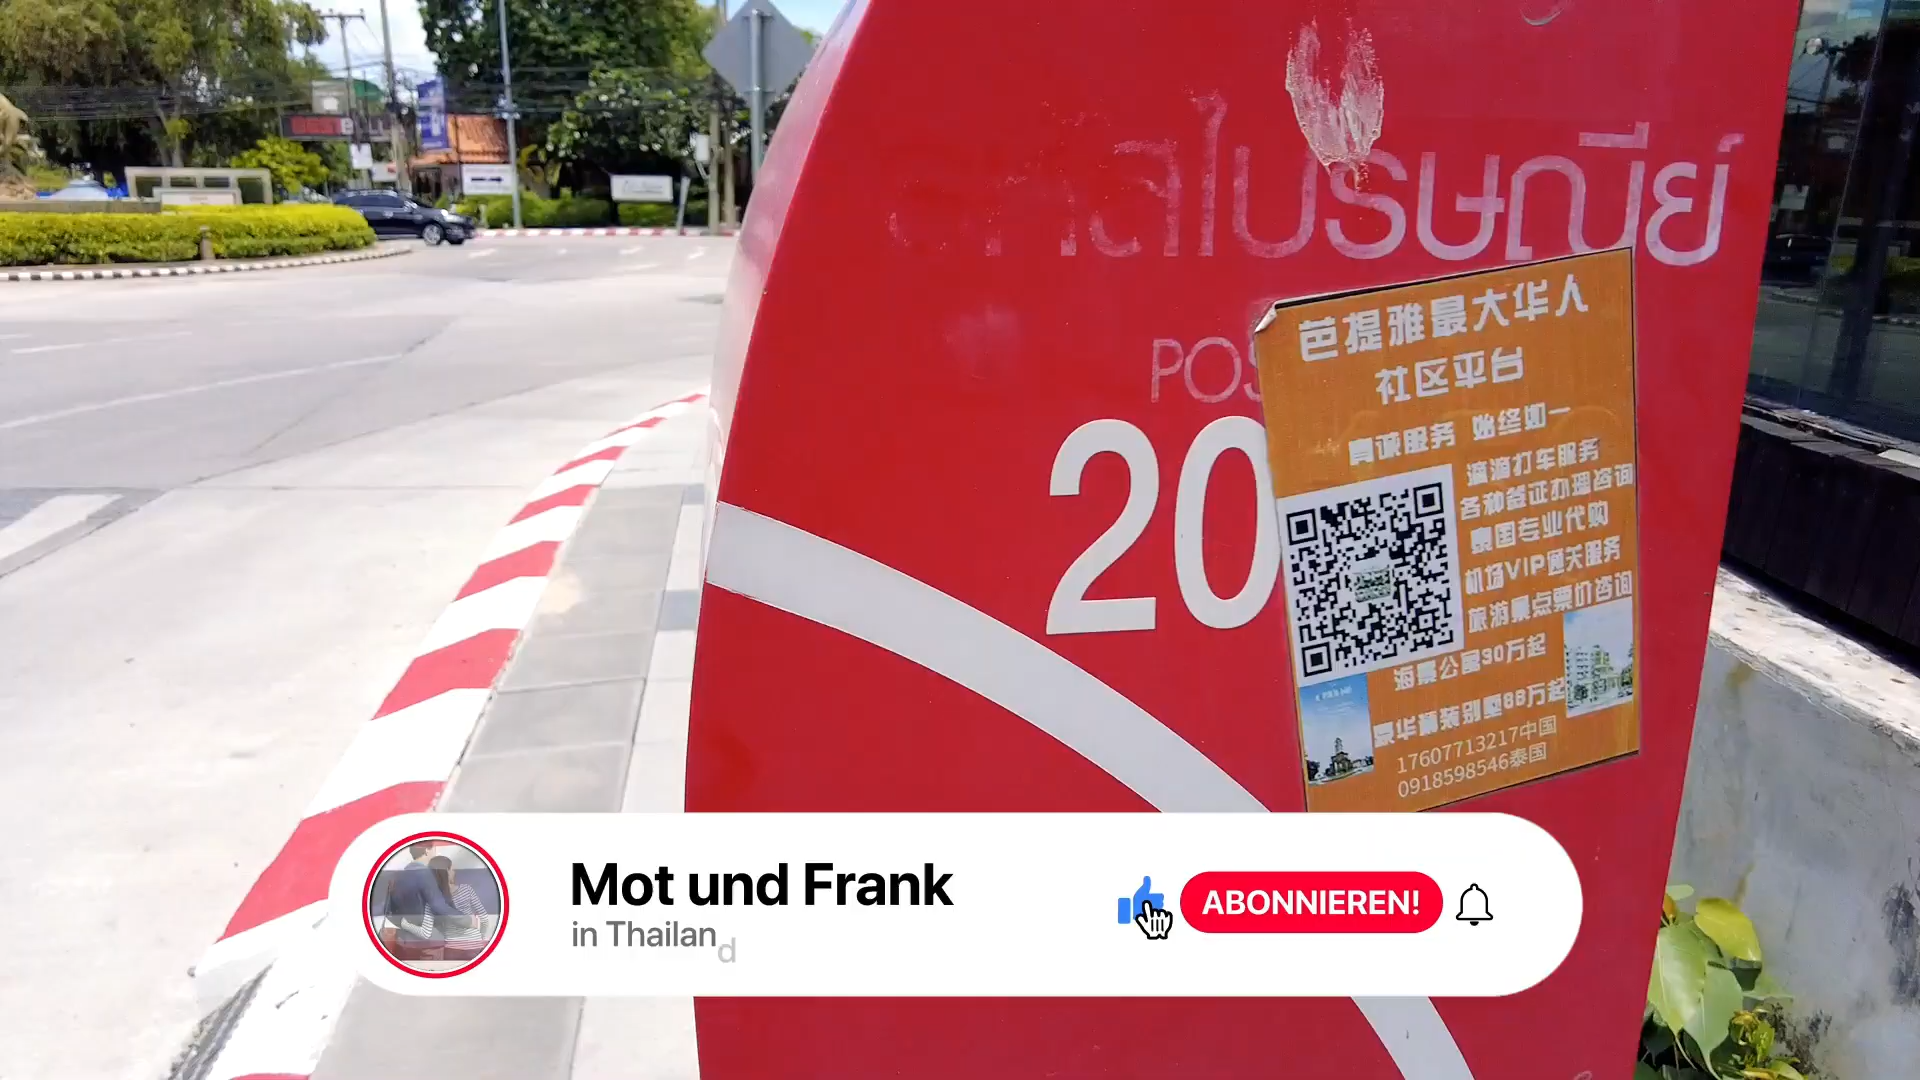 รหัสไปรษณีย์
POS
20
芭提雅最大华人
社区平台
真诚服务 始终如一
滴滴打车服务
各种签证办理咨询
泰国专业代购
机场VIP通关服务
旅游景点票价咨询
海景公寓90万起
豪华精装别墅88万起
17607713217中国
0918598546泰国
Mot und Frank
in Thailand
ABONNIEREN!